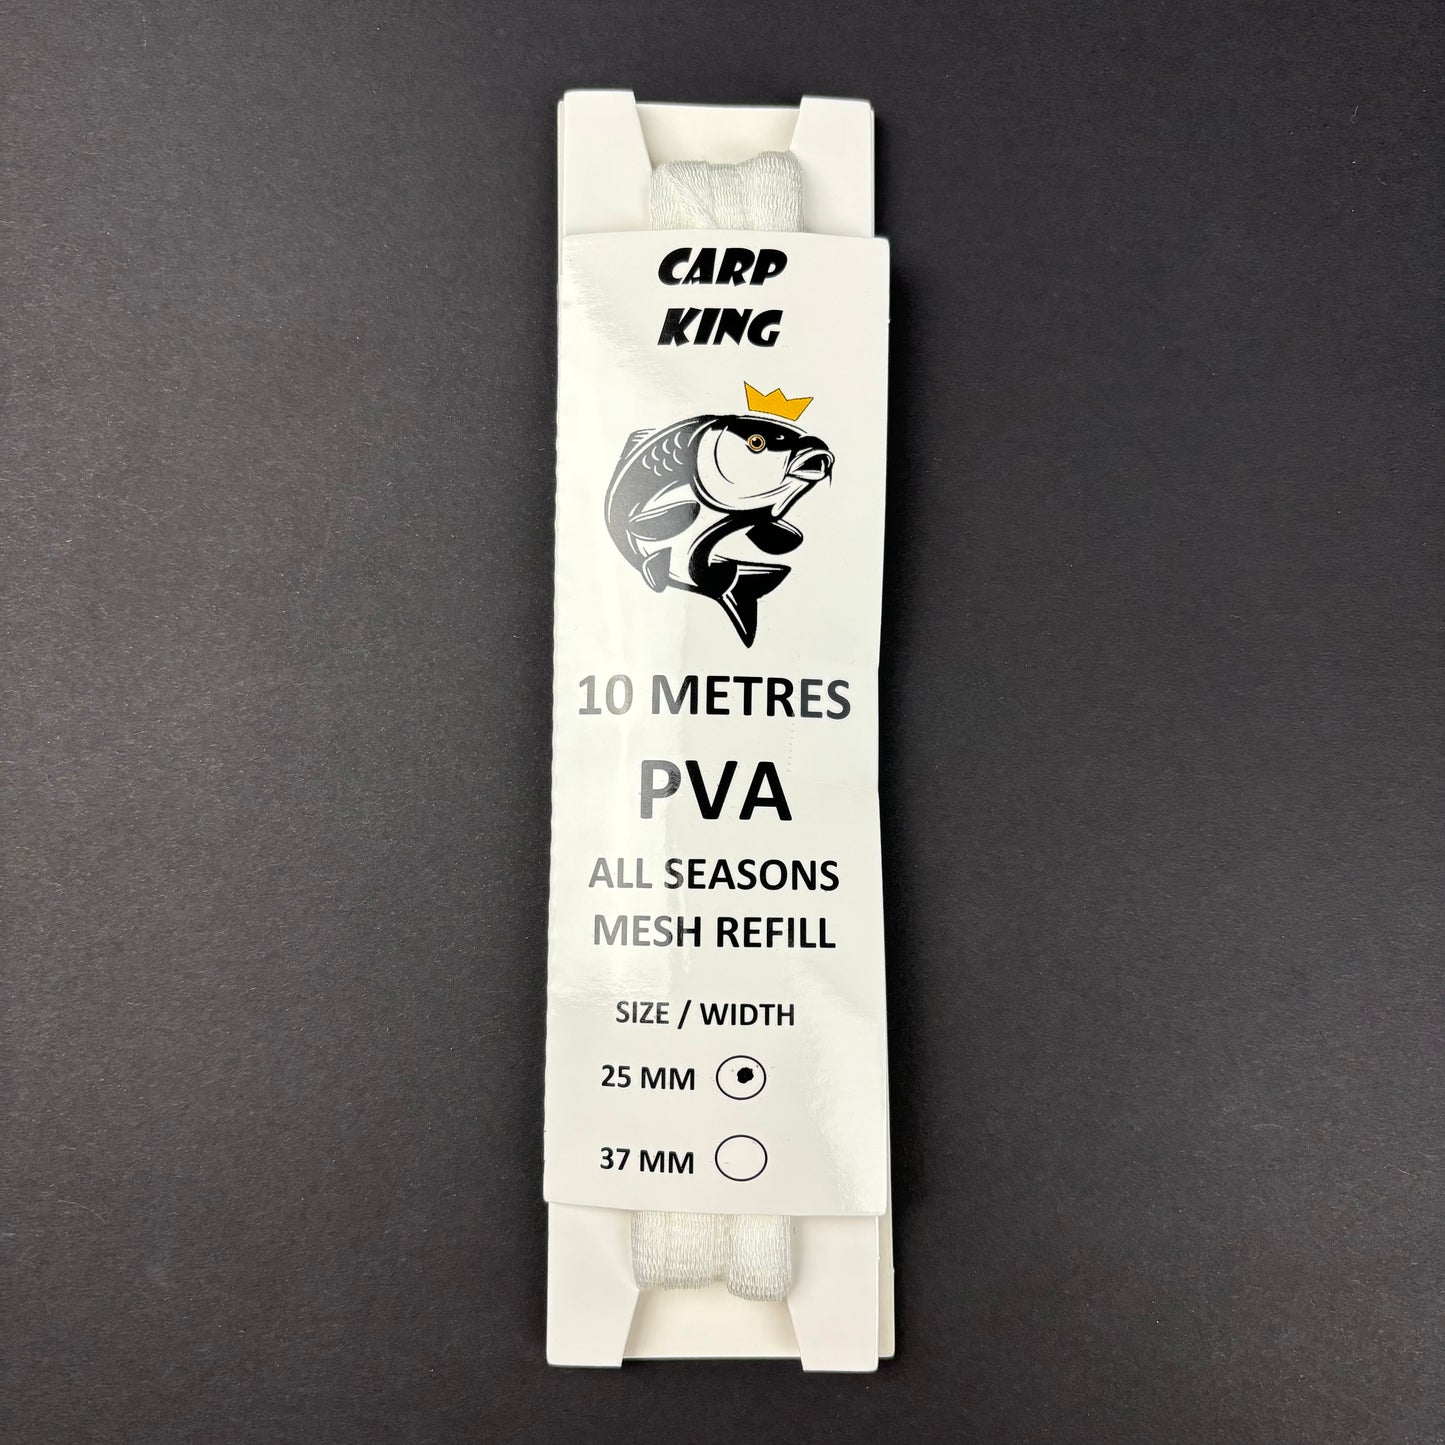 CARP
KING
10 METRES
PVA
ALL SEASONS
MESH REFILL
SIZE / WIDTH
25 MM
37 MM